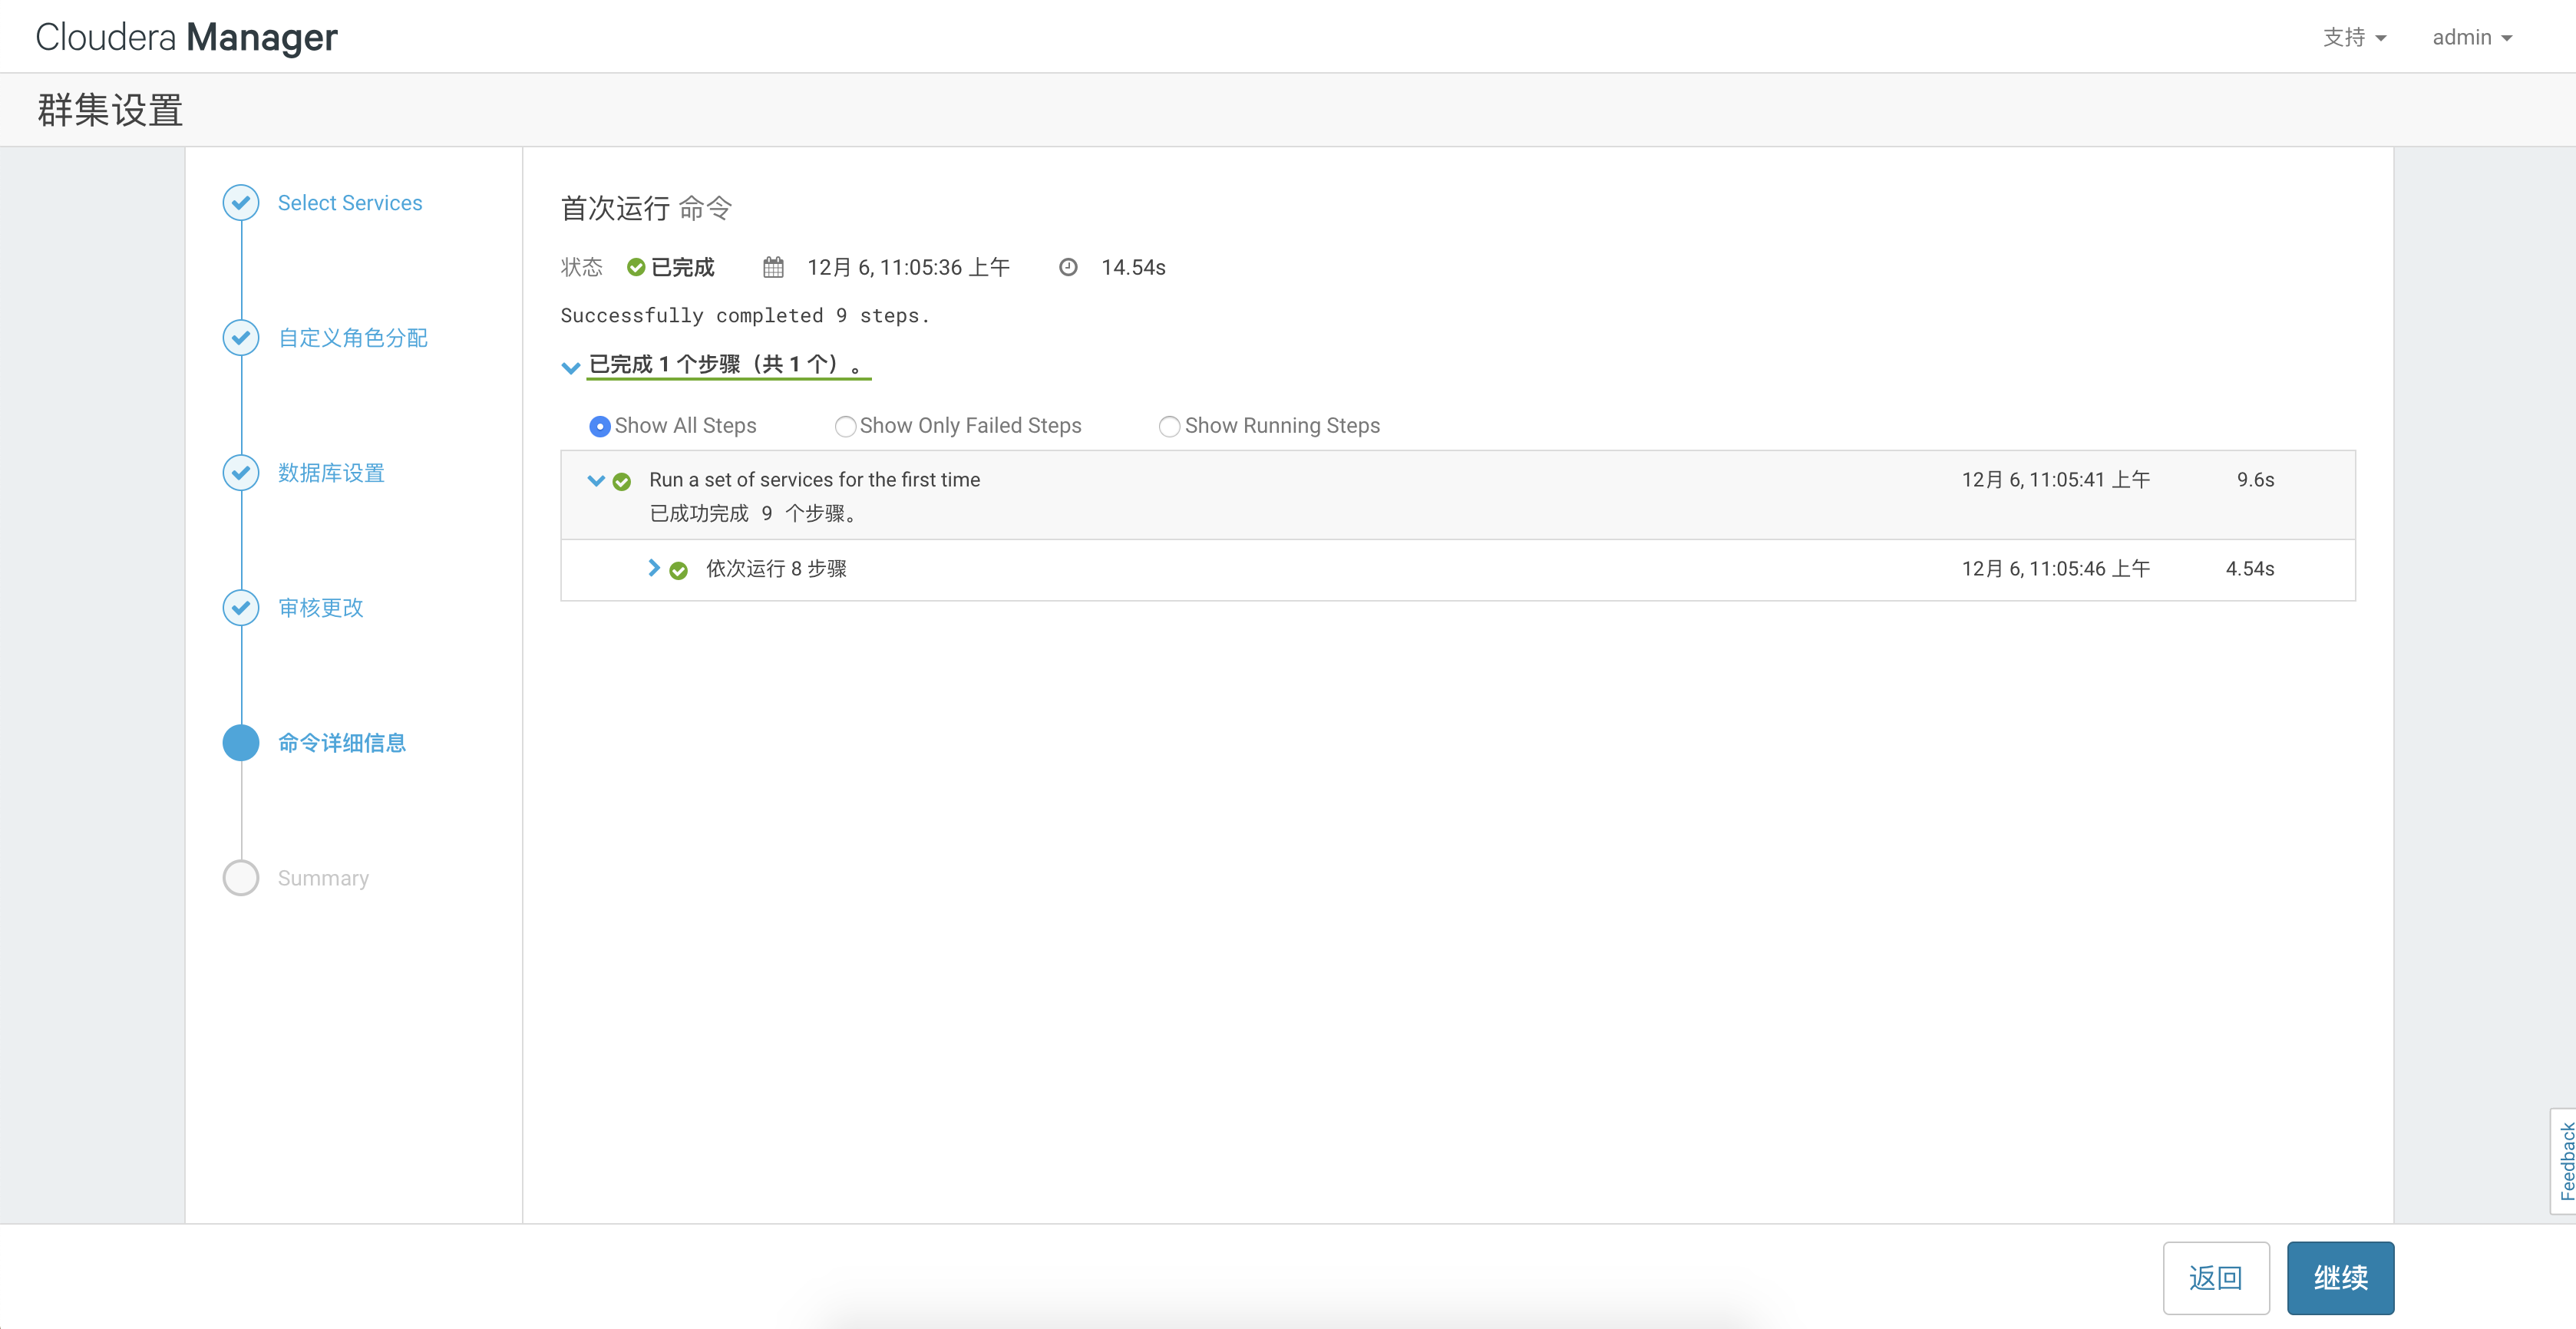 Cloudera Manager
支持
admin
群集设置
Select Services
自定义角色分配
数据库设置
审核更改
命令详细信息
Summary
首次运行 命令
状态 已完成 12月 6, 11:05:36 上午 14.54s
Successfully completed 9 steps.
已完成 1 个步骤（共 1 个）。
Show All Steps Show Only Failed Steps Show Running Steps
Run a set of services for the first time 12月 6, 11:05:41 上午 9.6s
已成功完成 9 个步骤。
依次运行 8 步骤 12月 6, 11:05:46 上午 4.54s
Feedback
返回
继续